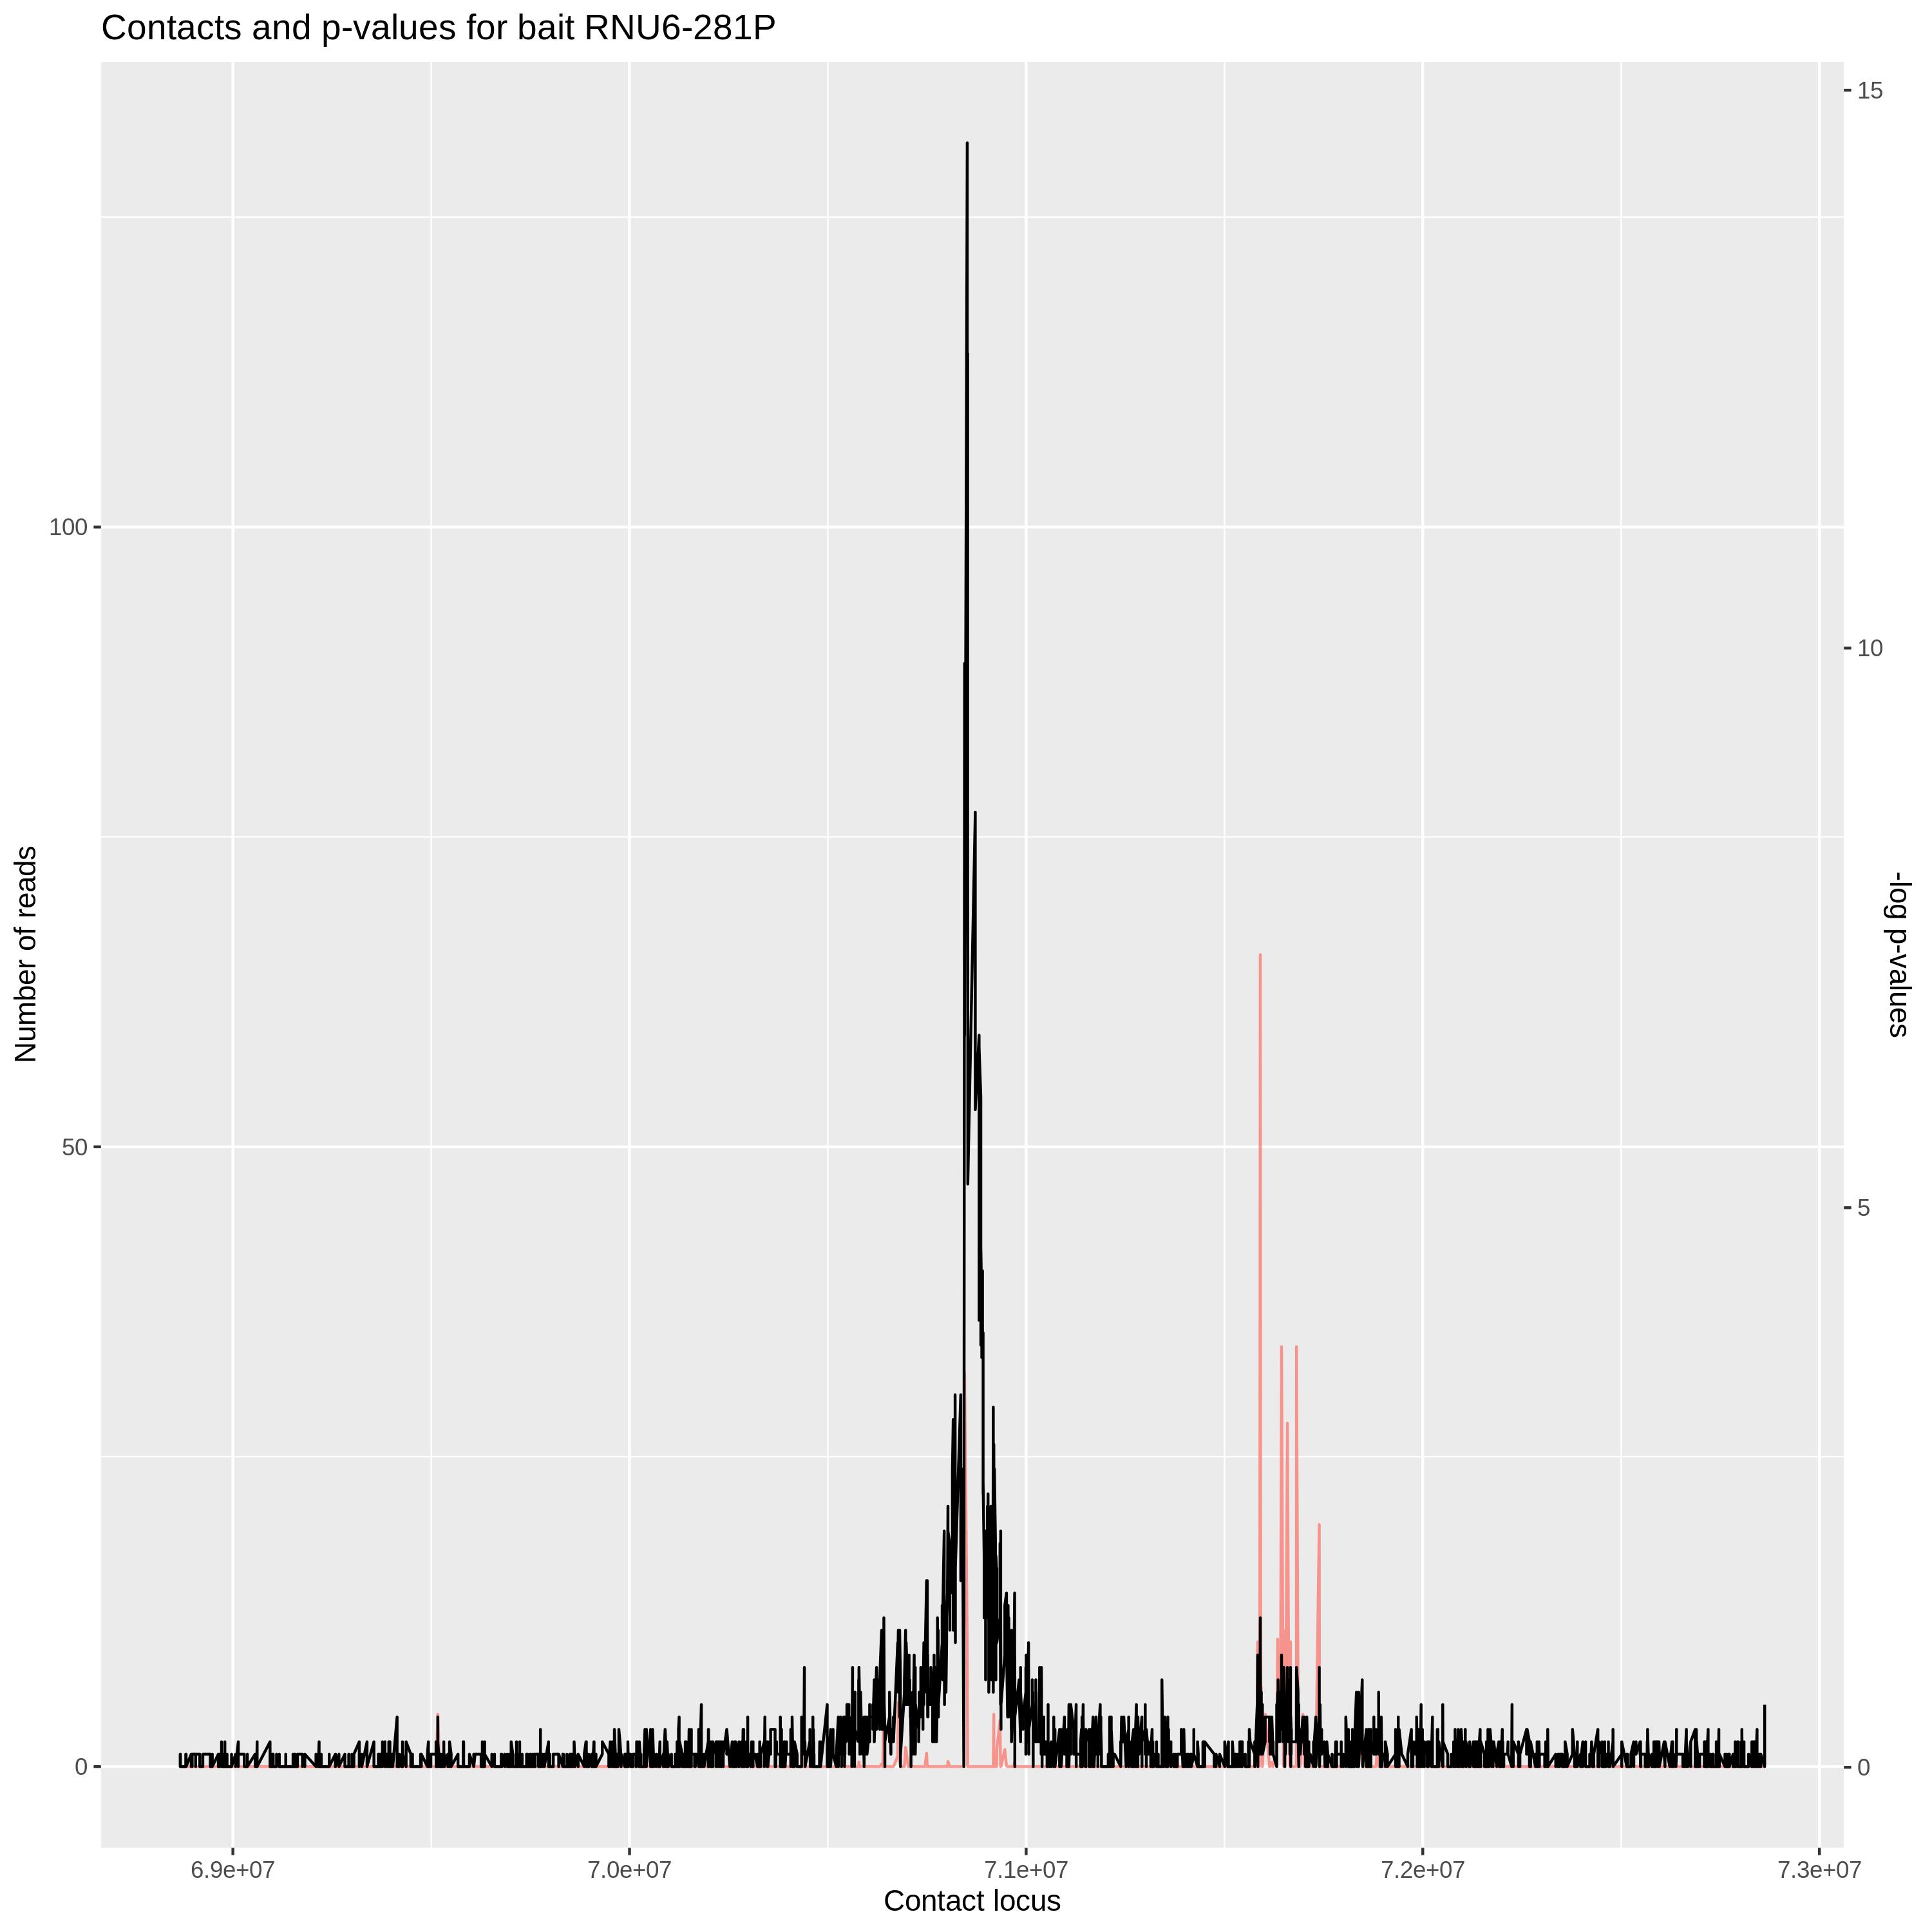 Contacts and p-values for bait RNU6-281P
Number of reads
100
50
0
15
10
5
0
-log p-values
6.9e+07 7.0e+07 7.1e+07 7.2e+07 7.3e+07
Contact locus